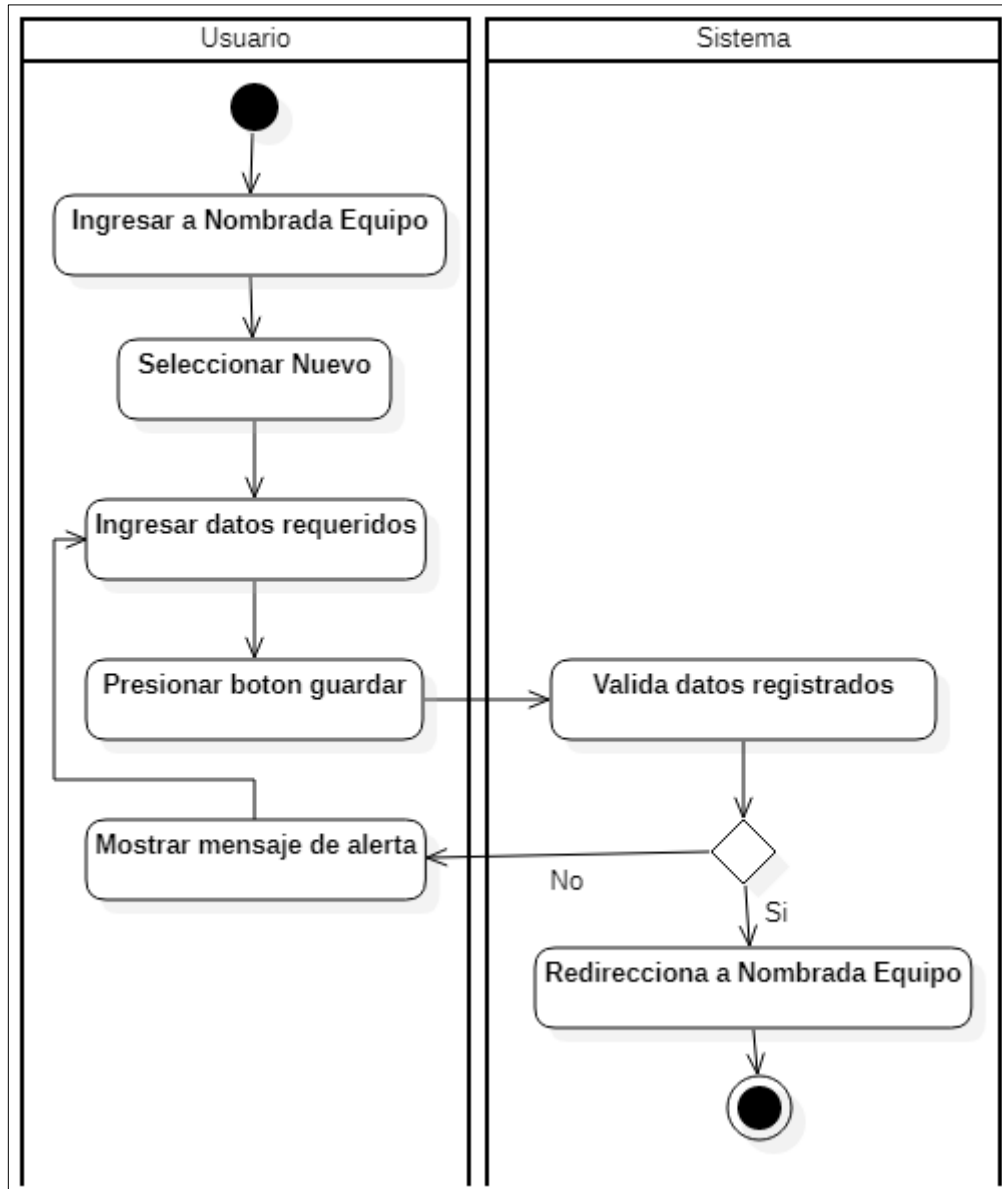 Usuario
Sistema
Ingresar a Nombrada Equipo
Seleccionar Nuevo
Ingresar datos requeridos
Presionar boton guardar
Valida datos registrados
Mostrar mensaje de alerta
No
Si
Redirecciona a Nombrada Equipo